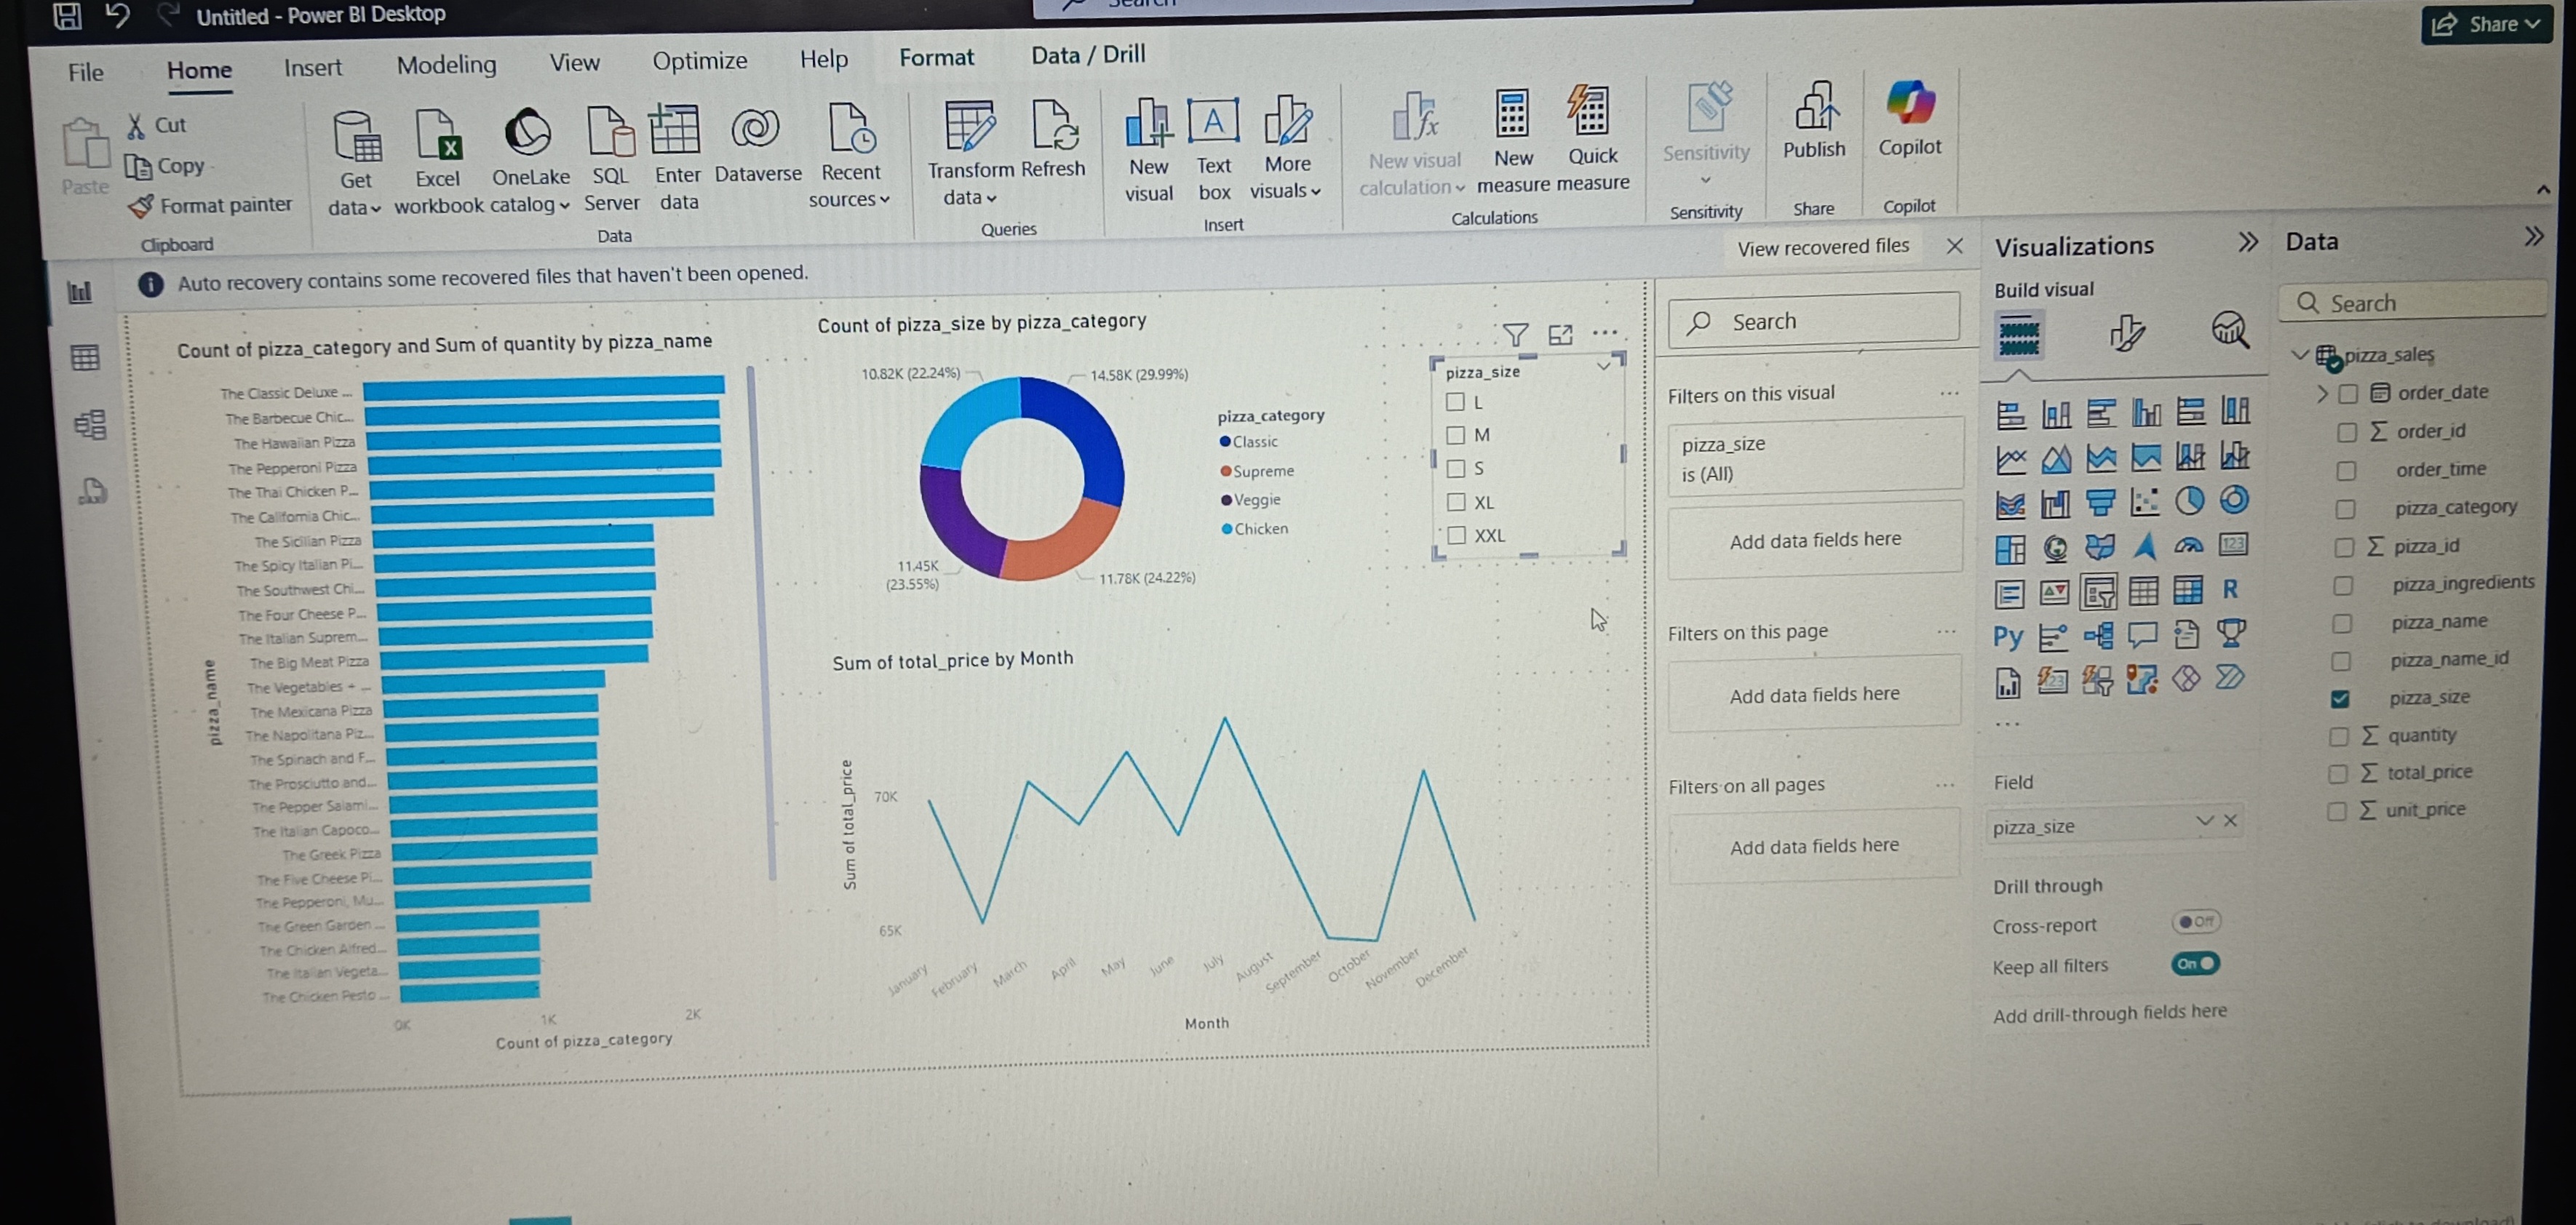 Untitled - Power BI Desktop
Share
File Home Insert Modeling View Optimize Help Format Data / Drill
Paste
Cut
Copy
Format painter
Clipboard
Get data
Excel workbook
OneLake catalog
SQL Server
Enter data
Dataverse
Recent sources
Data
Transform data
Refresh
Queries
New visual
Text box
More visuals
Insert
New visual calculation
New measure
Quick measure
Calculations
Sensitivity
Sensitivity
Publish
Share
Copilot
Copilot
Auto recovery contains some recovered files that haven't been opened.
View recovered files
Count of pizza_category and Sum of quantity by pizza_name
pizza_name
The Classic Deluxe ...
The Barbecue Chic...
The Hawaiian Pizza
The Pepperoni Pizza
The Thai Chicken P...
The California Chic...
The Sicilian Pizza
The Spicy Italian Pi...
The Southwest Chi...
The Four Cheese P...
The Italian Suprem...
The Big Meat Pizza
The Vegetables + ...
The Mexicana Pizza
The Napolitana Piz...
The Spinach and F...
The Prosciutto and...
The Pepper Salami...
The Italian Capoco...
The Greek Pizza
The Five Cheese Pi...
The Pepperoni, Mu...
The Green Garden ...
The Chicken Alfred...
The Italian Vegeta...
The Chicken Pesto ...
0K 1K 2K
Count of pizza_category
Count of pizza_size by pizza_category
10.82K (22.24%)
14.58K (29.99%)
11.45K
(23.55%)
11.78K (24.22%)
pizza_category
Classic
Supreme
Veggie
Chicken
pizza_size
L
M
S
XL
XXL
Sum of total_price by Month
Sum of total_price
70K
65K
January February March April May June July August September October November December
Month
Search
Filters on this visual
pizza_size
is (All)
Add data fields here
Filters on this page
Add data fields here
Filters on all pages
Add data fields here
Visualizations
Build visual
123
R
Py
Field
pizza_size
Drill through
Cross-report
Off
Keep all filters
On
Add drill-through fields here
Data
Search
pizza_sales
order_date
Σ order_id
order_time
pizza_category
Σ pizza_id
pizza_ingredients
pizza_name
pizza_name_id
pizza_size
Σ quantity
Σ total_price
Σ unit_price